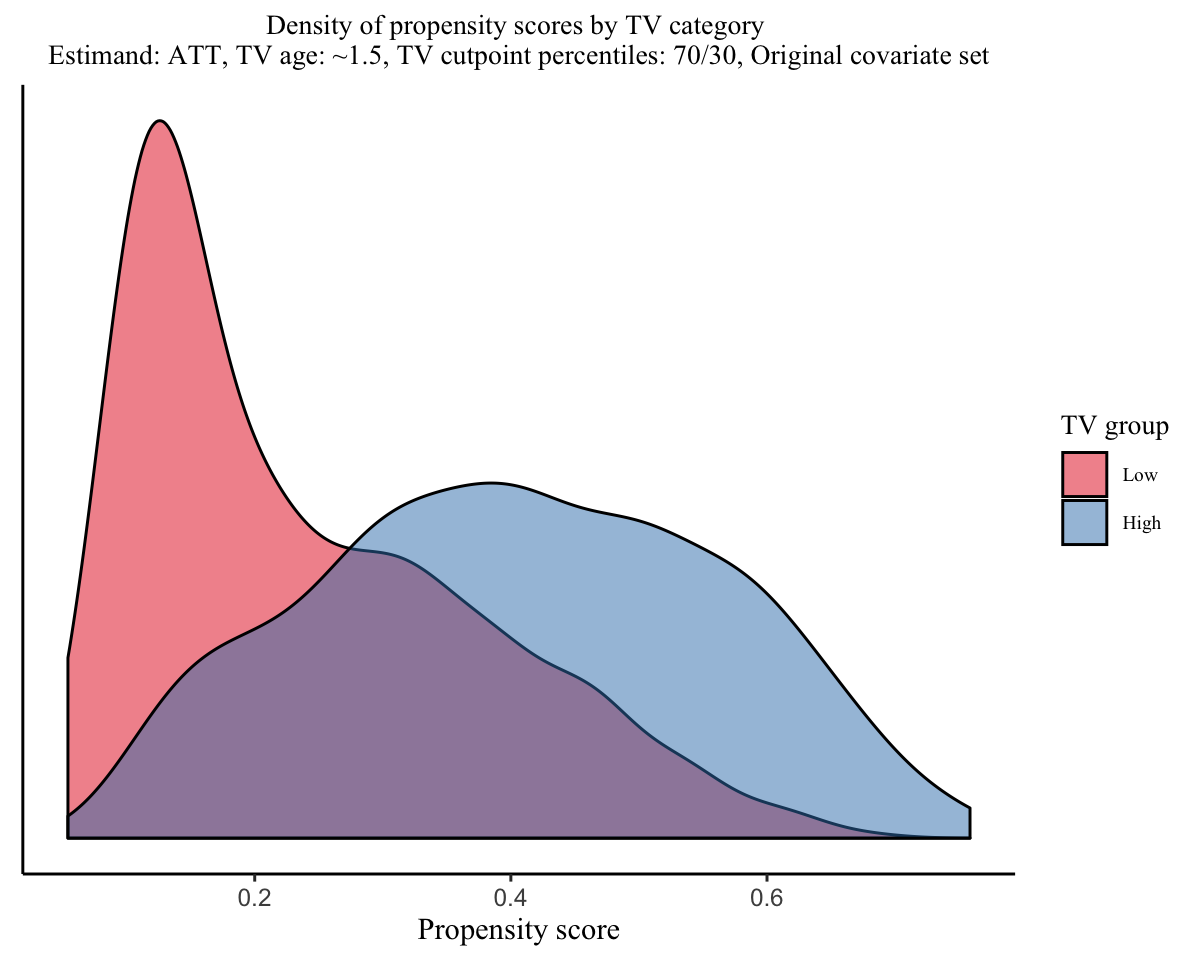 Density of propensity scores by TV category
Estimand: ATT, TV age: ~1.5, TV cutpoint percentiles: 70/30, Original covariate set
TV group
Low
High
0.2
0.4
0.6
Propensity score